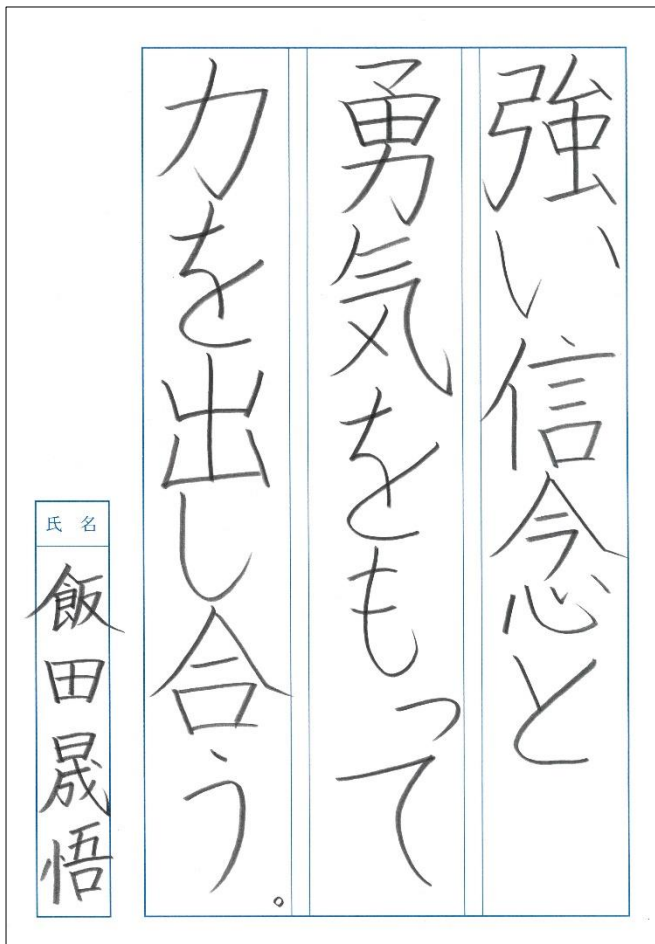 強い信念と
勇気をもって
力を出し合う。
氏名
飯田晟悟